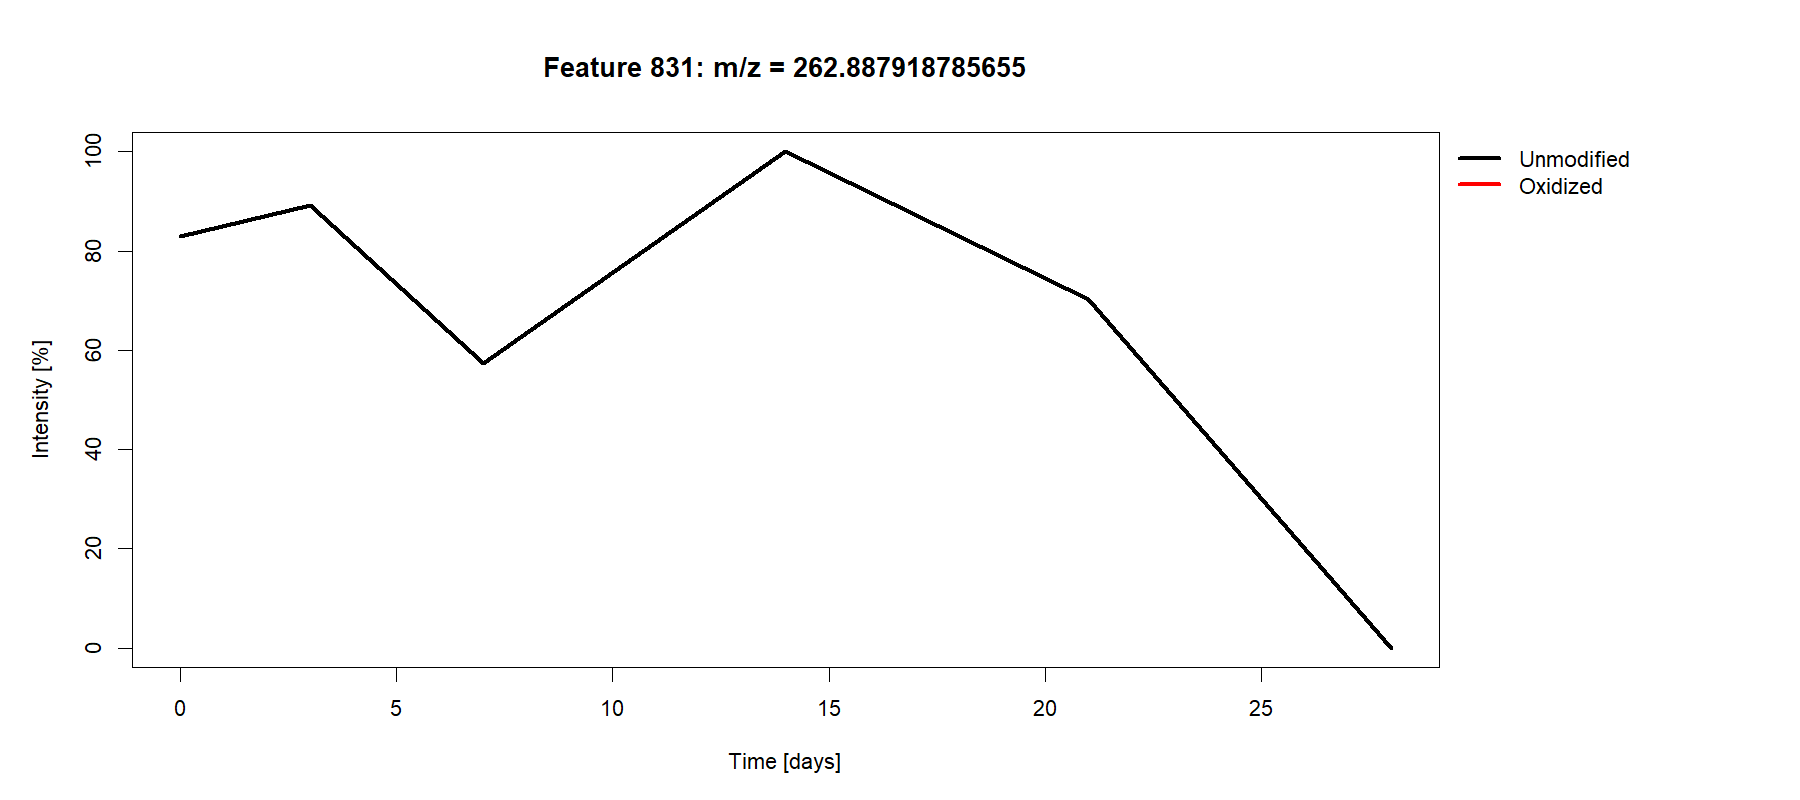 Feature 831: m/z = 262.887918785655
Unmodified
Oxidized
Intensity [%]
100
80
60
40
20
0
0 5 10 15 20 25
Time [days]